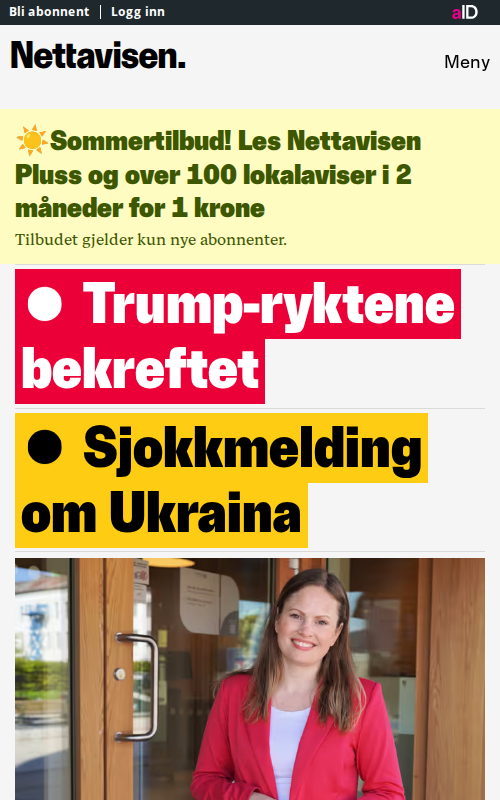 Bli abonnent
Logg inn
aID
Nettavisen.
Meny
Sommertilbud! Les Nettavisen
Pluss og over 100 lokalaviser i 2
måneder for 1 krone
Tilbudet gjelder kun nye abonnenter.
● Trump-ryktene
bekreftet
● Sjokkmelding
om Ukraina